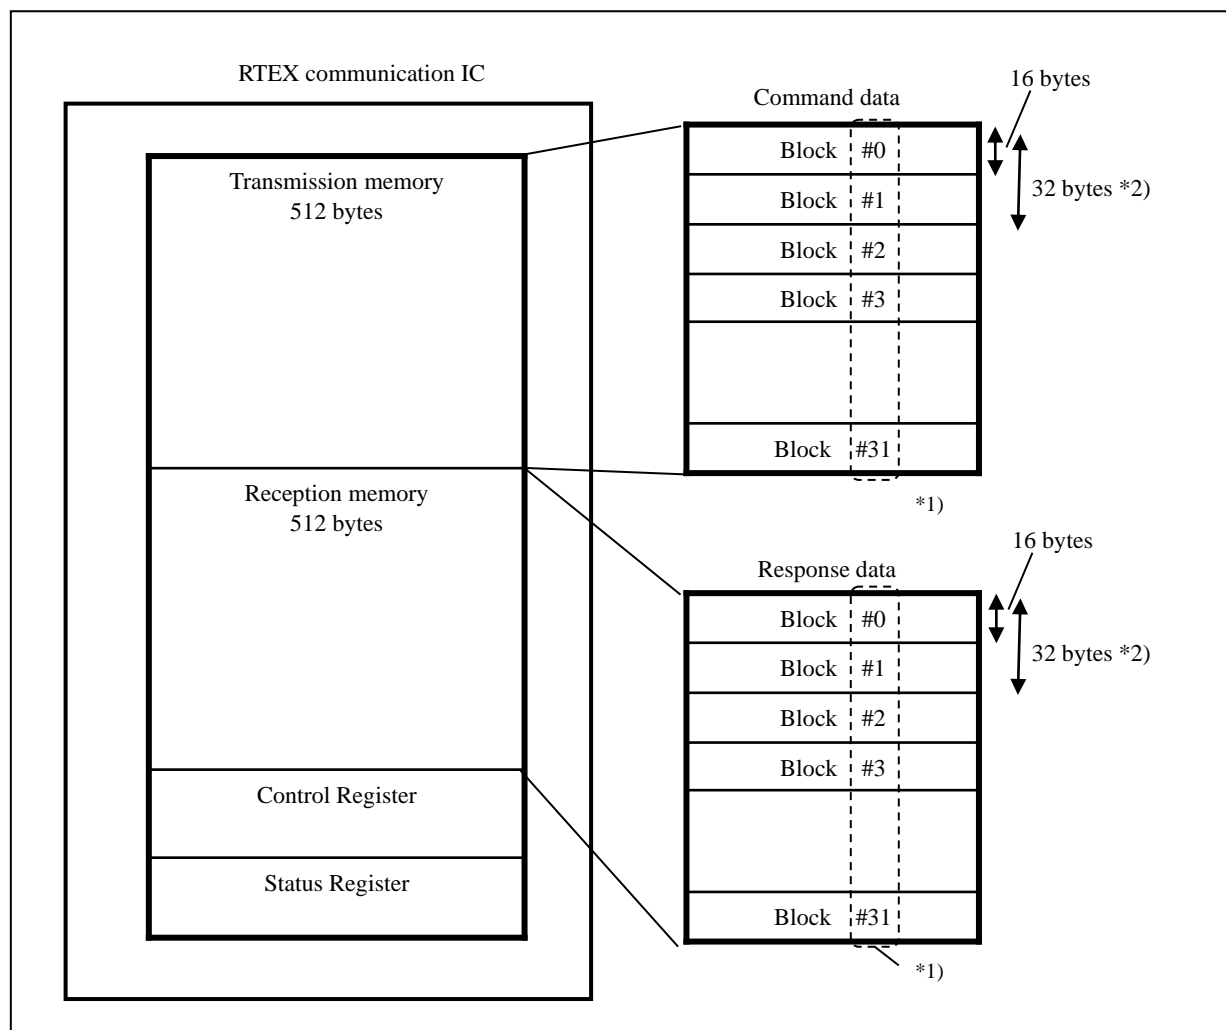 RTEX communication IC
Transmission memory
512 bytes
Reception memory
512 bytes
Control Register
Status Register
Command data
16 bytes
32 bytes *2)
Block #0
Block #1
Block #2
Block #3
Block #31
*1)
Response data
16 bytes
32 bytes *2)
Block #0
Block #1
Block #2
Block #3
Block #31
*1)